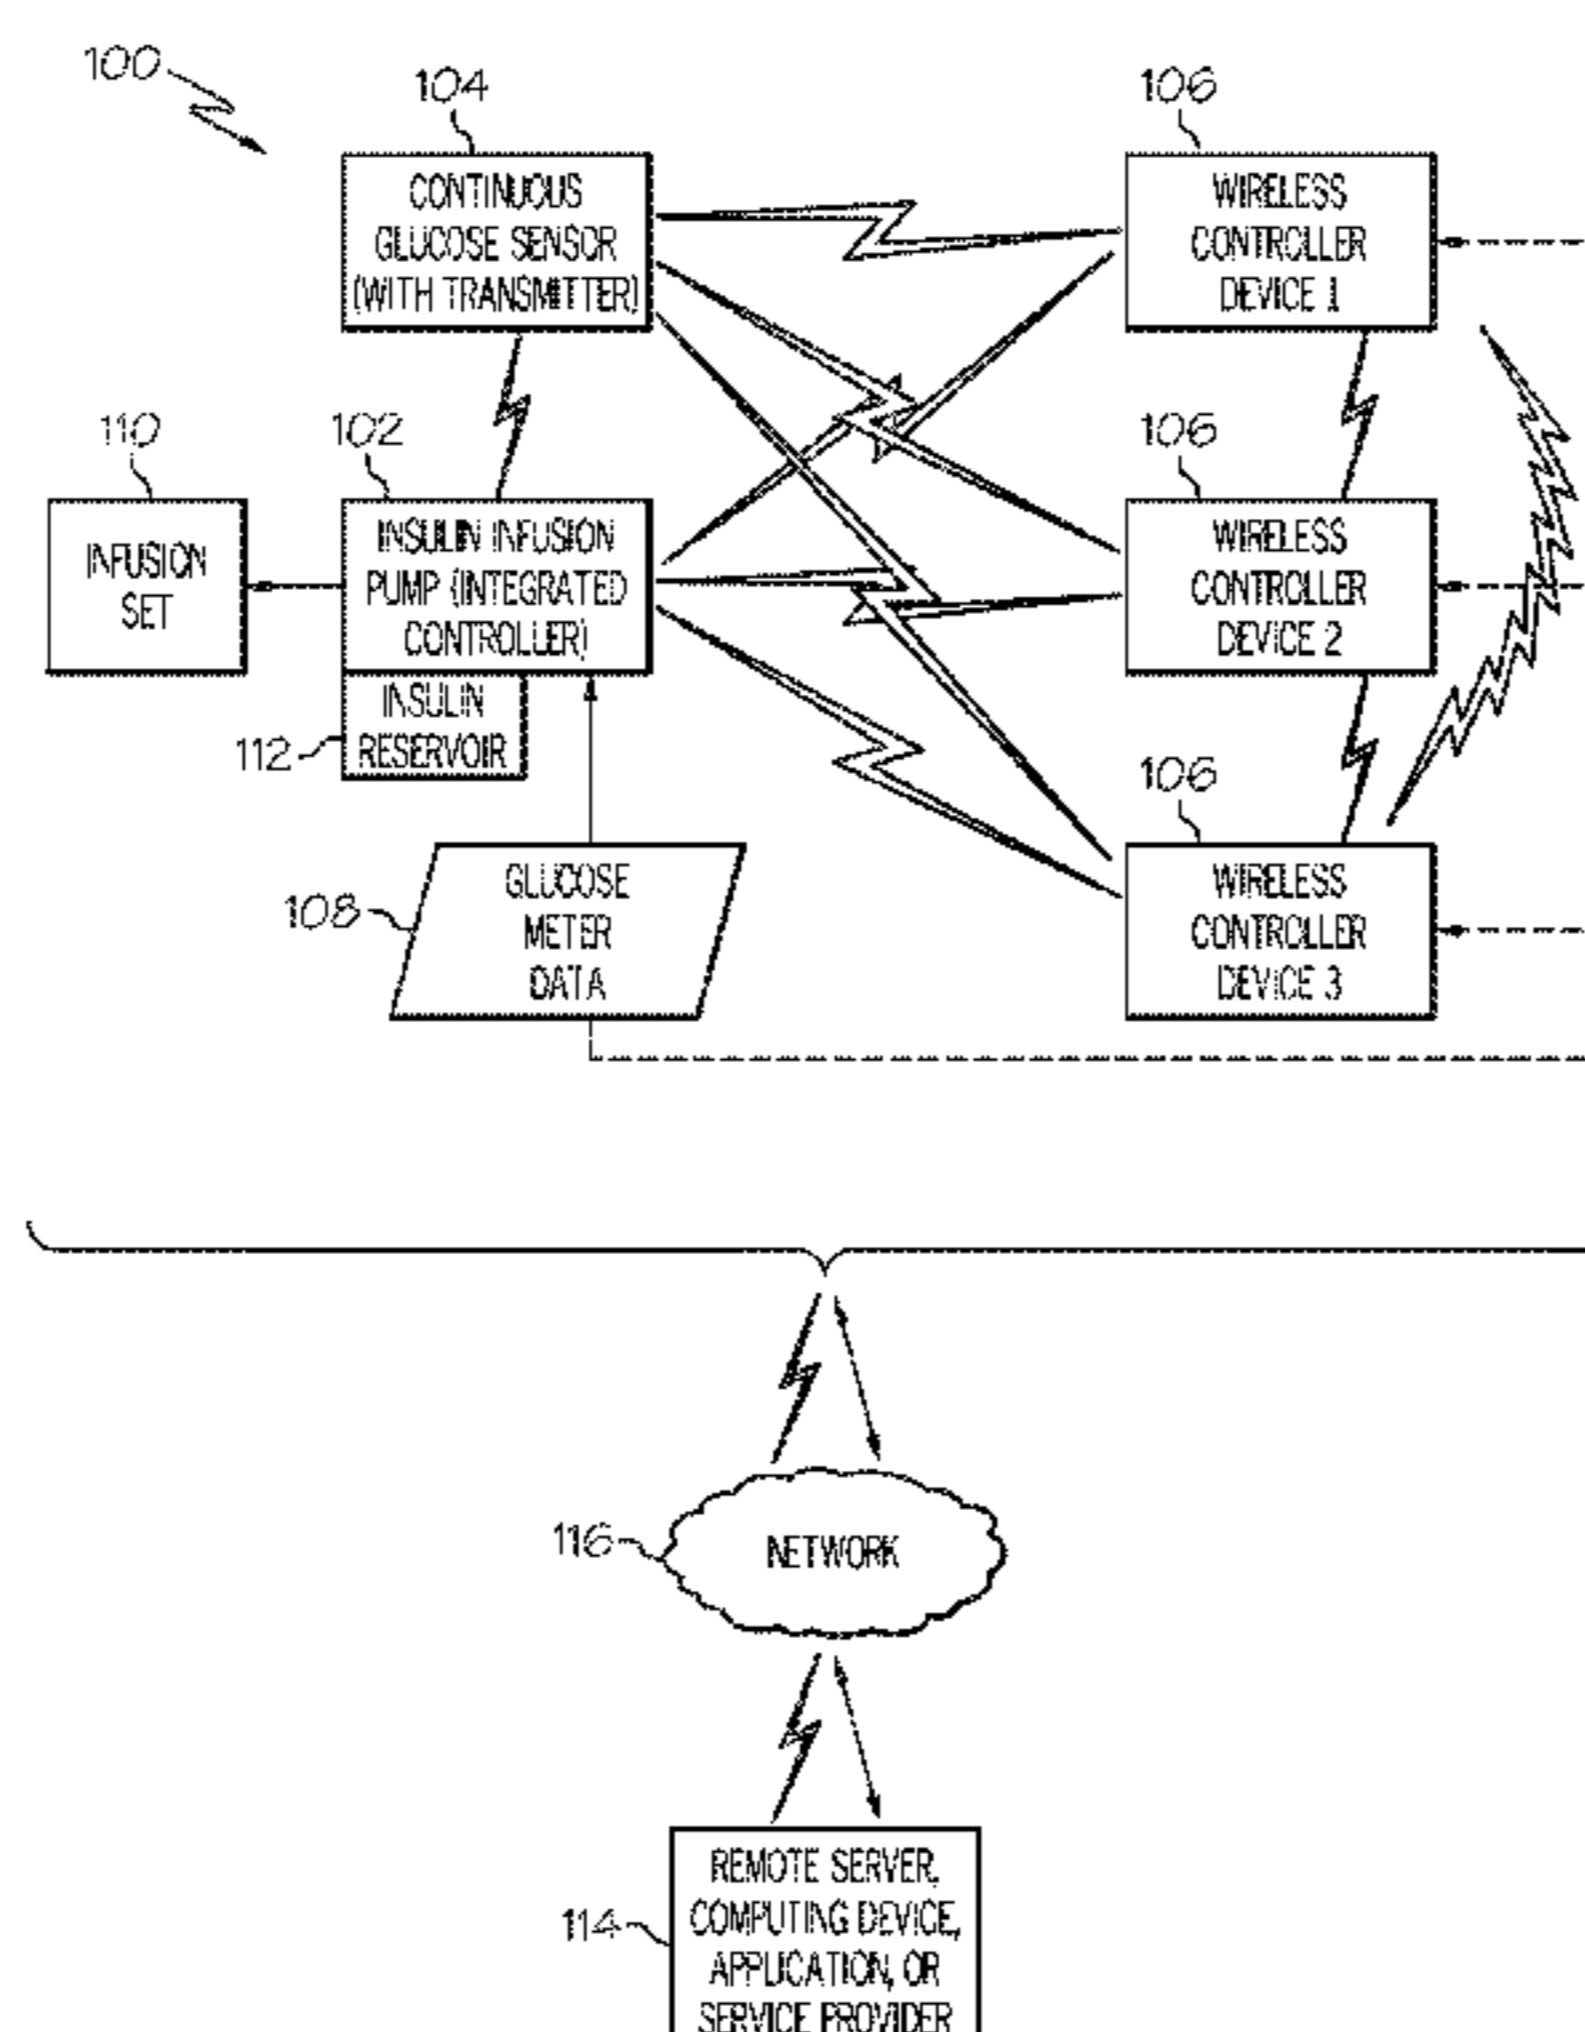 100
104
CONTINUOUS
GLUCOSE SENSOR
(WITH TRANSMITTER)
106
WIRELESS
CONTROLLER
DEVICE 1
110
INFUSION
SET
102
INSULIN INFUSION
PUMP (INTEGRATED
CONTROLLER)
106
WIRELESS
CONTROLLER
DEVICE 2
112
INSULIN
RESERVOIR
108
GLUCOSE
METER
DATA
106
WIRELESS
CONTROLLER
DEVICE 3
116
NETWORK
114
REMOTE SERVER,
COMPUTING DEVICE,
APPLICATION, OR
SERVICE PROVIDER